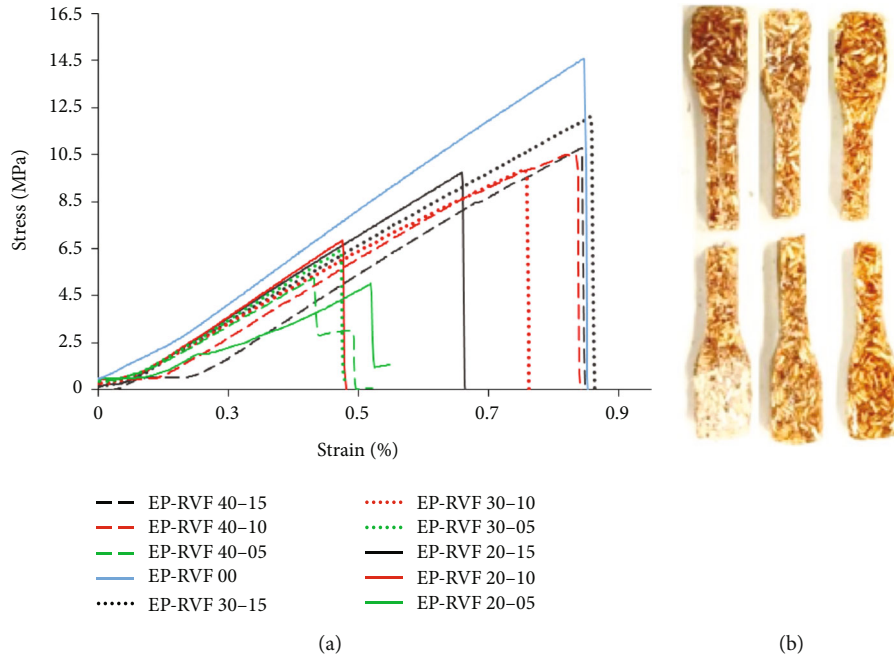 16.5
14.5
12.5
10.5
8.5
6.5
4.5
2.5
0
Stress (MPa)
0 0.3 0.5 0.7 0.9
Strain (%)
EP-RVF 40–15
EP-RVF 40–10
EP-RVF 40–05
EP-RVF 00
EP-RVF 30–15
EP-RVF 30–10
EP-RVF 30–05
EP-RVF 20–15
EP-RVF 20–10
EP-RVF 20–05
(a)
(b)